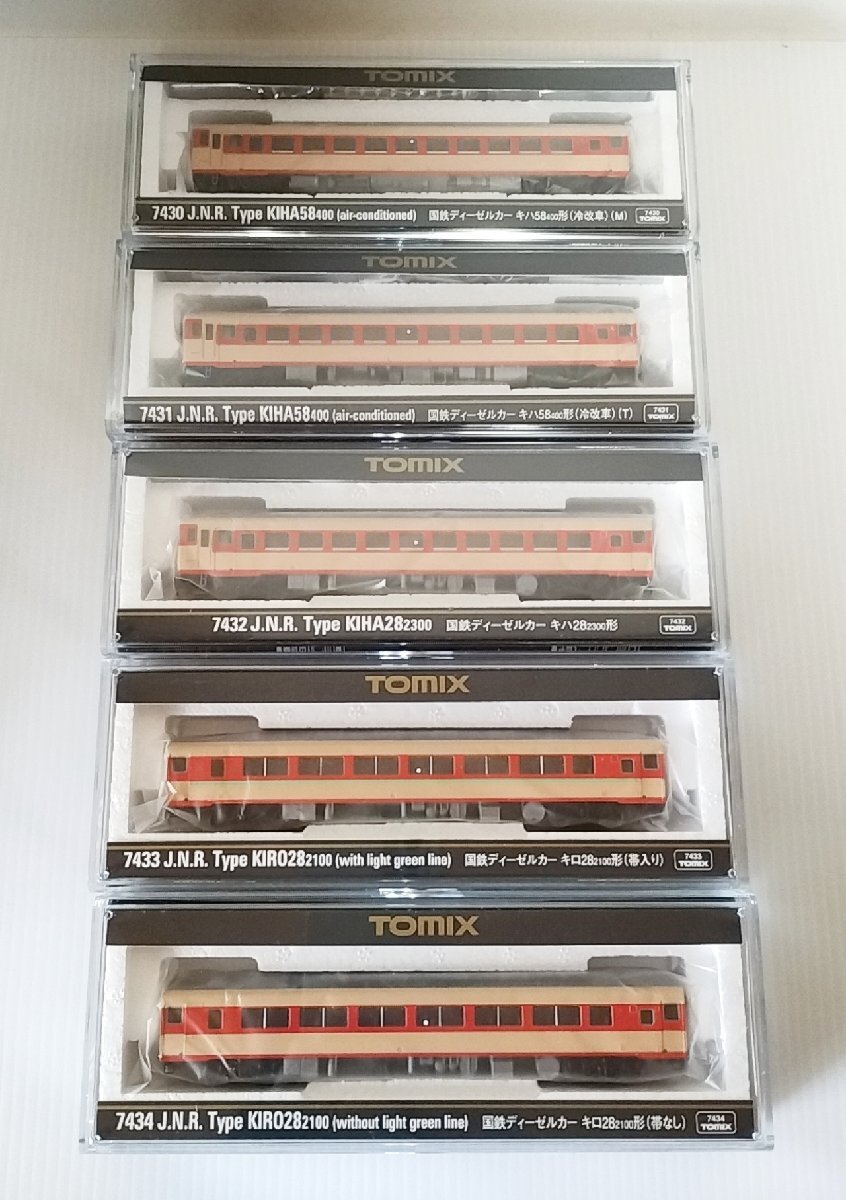 TOMIX
7430 J.N.R. Type KIHA58400 (air-conditioned) 国鉄ディーゼルカー キハ58400形(冷改車)(M) 7430 TOMIX
TOMIX
7431 J.N.R. Type KIHA58400 (air-conditioned) 国鉄ディーゼルカー キハ58400形(冷改車)(T) 7431 TOMIX
TOMIX
7432 J.N.R. Type KIHA282300 国鉄ディーゼルカー キハ282300形 7432 TOMIX
TOMIX
7433 J.N.R. Type KIRO282100 (with light green line) 国鉄ディーゼルカー キロ282100形(帯入り) 7433 TOMIX
TOMIX
7434 J.N.R. Type KIRO282100 (without light green line) 国鉄ディーゼルカー キロ282100形(帯なし) 7434 TOMIX